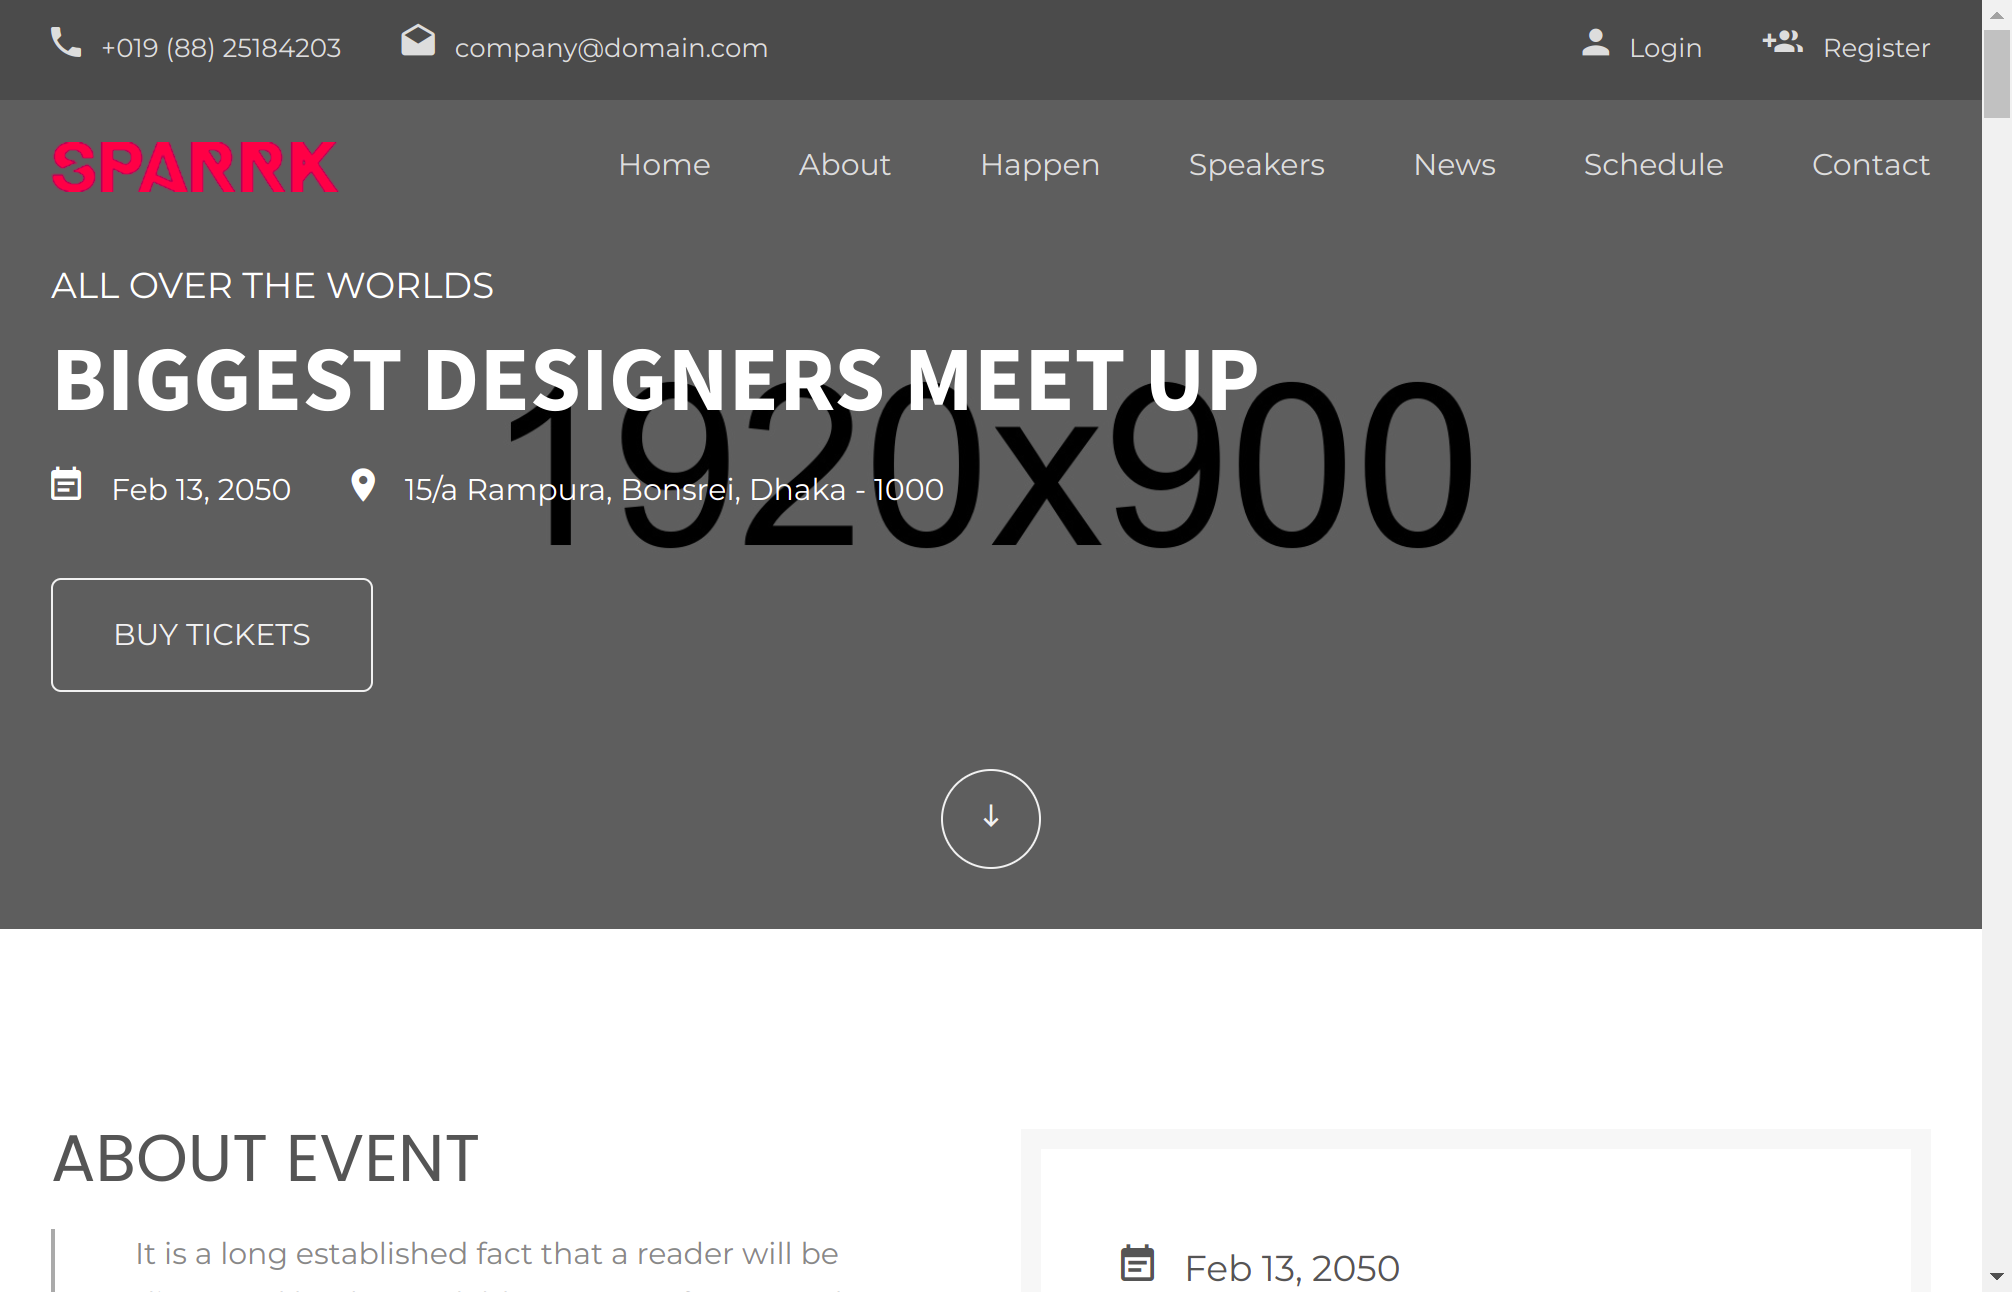 +019 (88) 25184203 company@domain.com Login Register
SPARRK Home About Happen Speakers News Schedule Contact
ALL OVER THE WORLDS
BIGGEST DESIGNERS MEET UP
1920x900
Feb 13, 2050 15/a Rampura, Bonsrei, Dhaka - 1000
BUY TICKETS
ABOUT EVENT
It is a long established fact that a reader will be
Feb 13, 2050